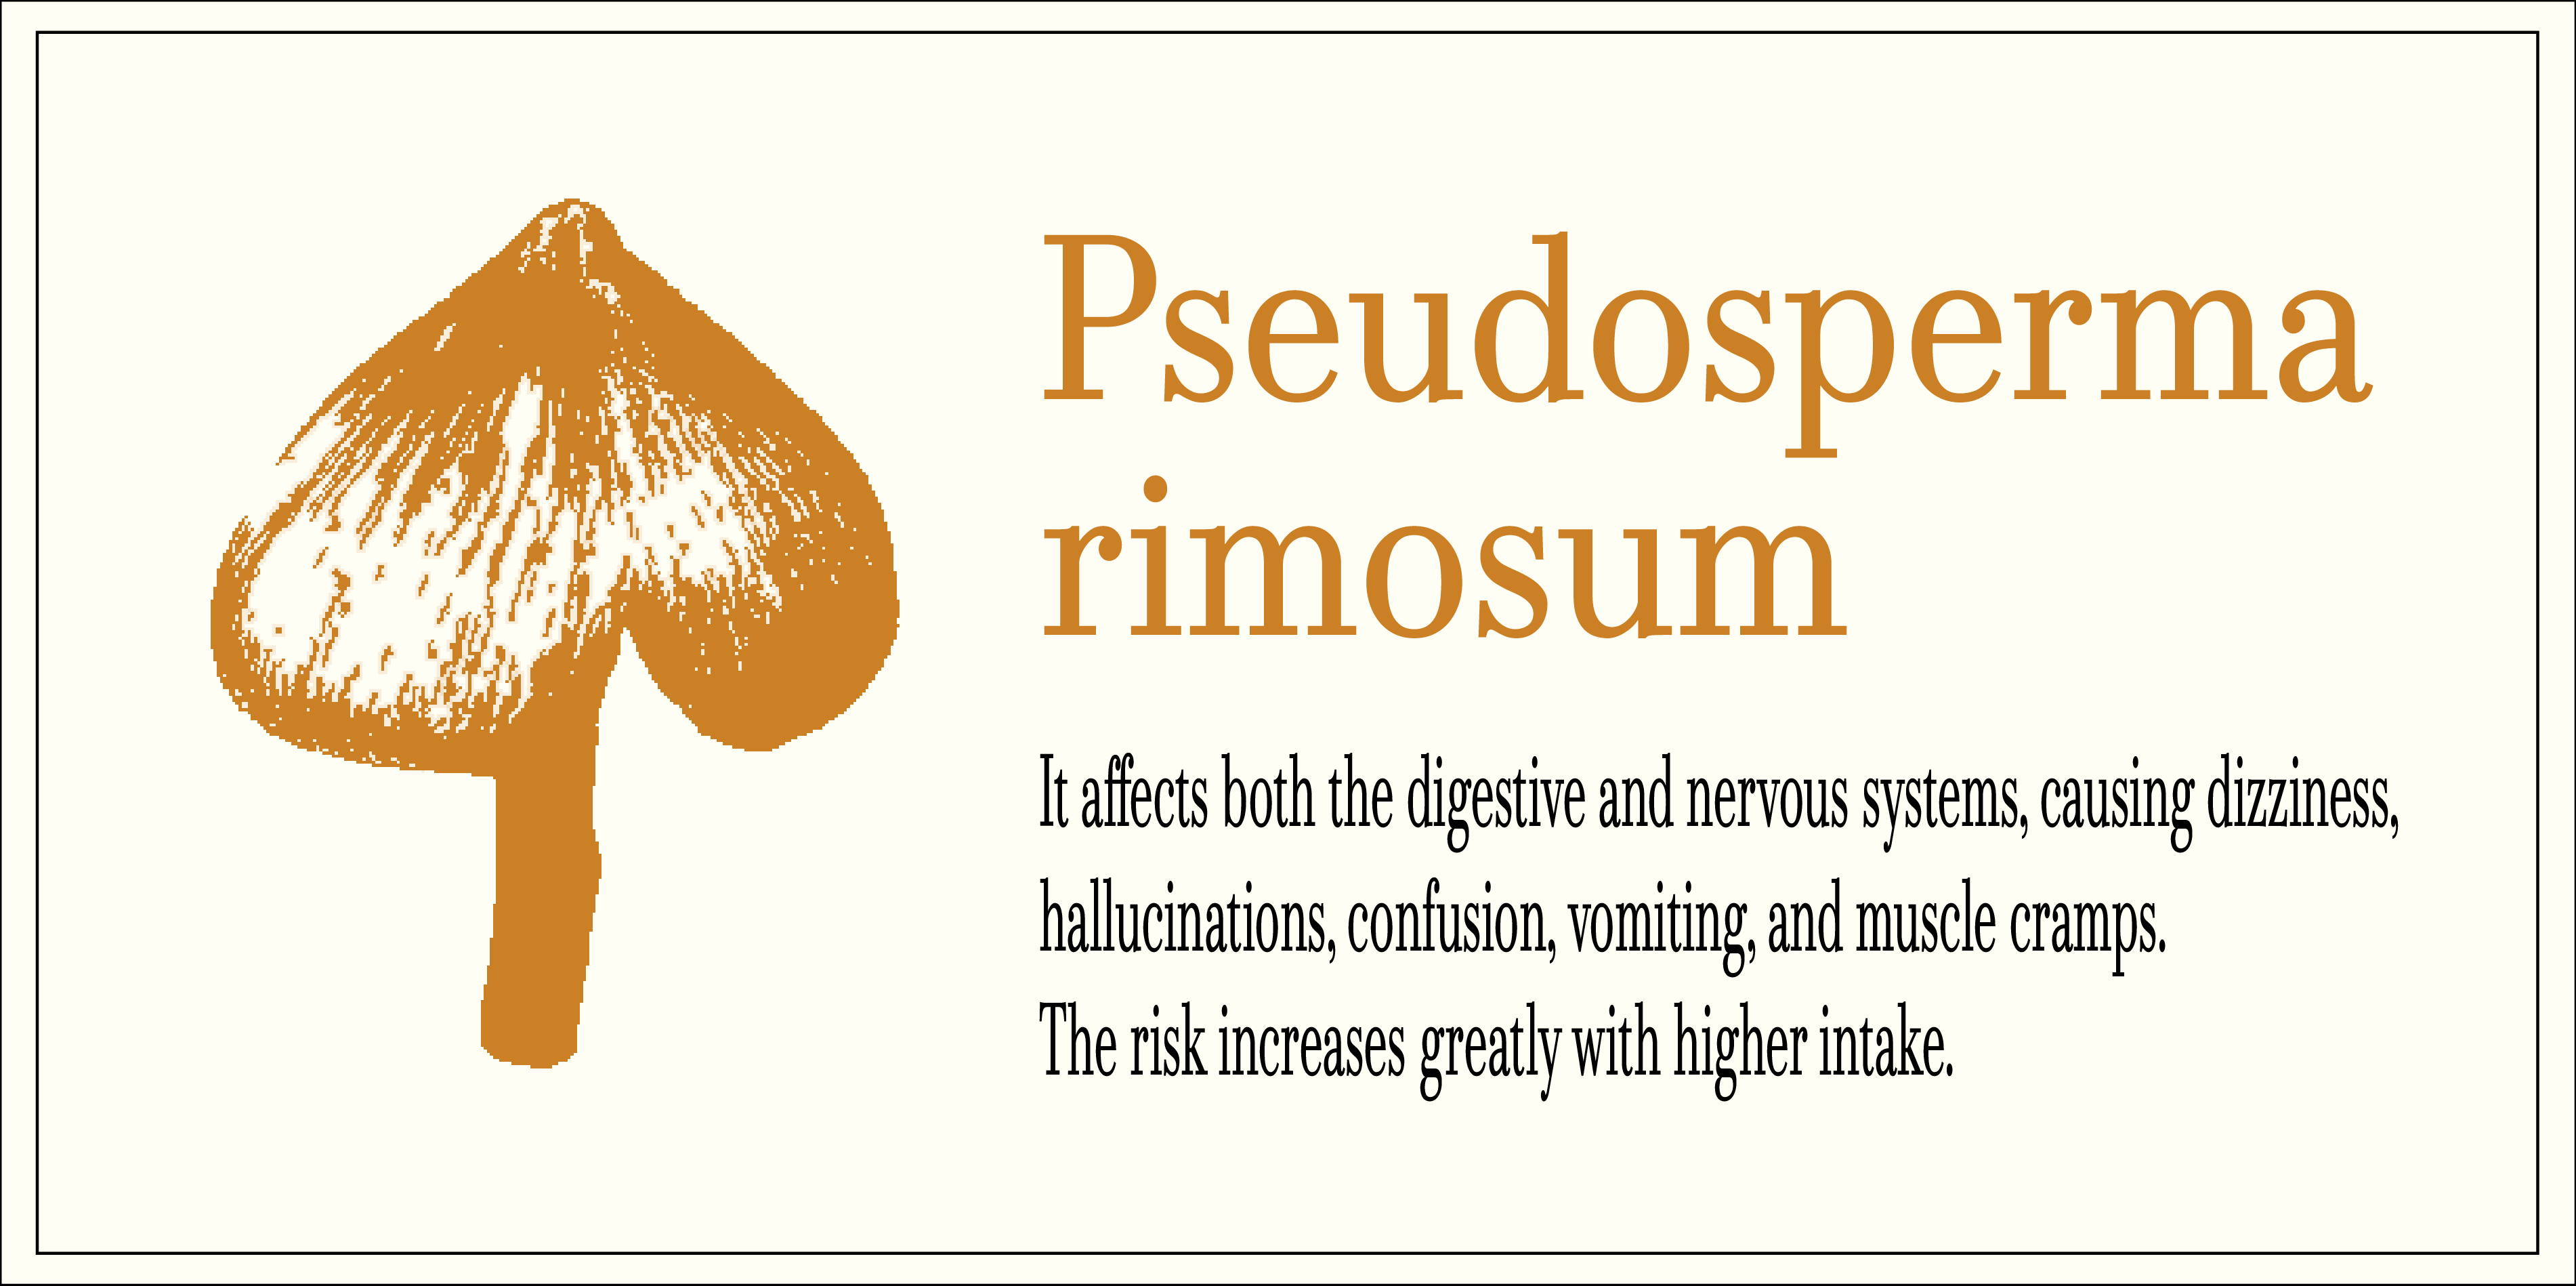 Pseudosperma
rimosum
It affects both the digestive and nervous systems, causing dizziness,
hallucinations, confusion, vomiting, and muscle cramps.
The risk increases greatly with higher intake.